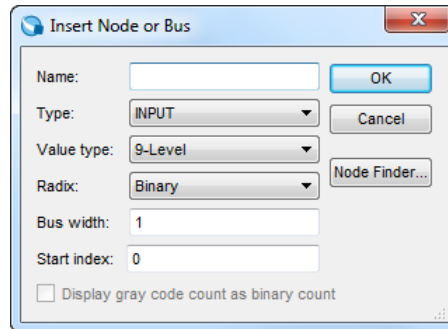 Insert Node or Bus
Name:
OK
Type: INPUT
Cancel
Value type: 9-Level
Radix: Binary
Node Finder...
Bus width: 1
Start index: 0
Display gray code count as binary count